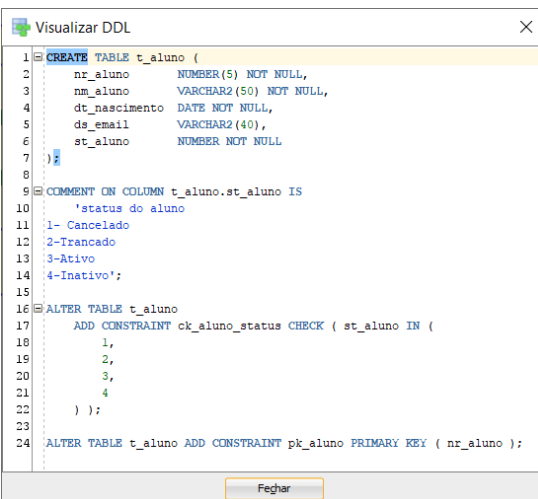 Visualizar DDL
1 CREATE TABLE t_aluno (
2 nr_aluno NUMBER(5) NOT NULL,
3 nm_aluno VARCHAR2(50) NOT NULL,
4 dt_nascimento DATE NOT NULL,
5 ds_email VARCHAR2(40),
6 st_aluno NUMBER NOT NULL
7 );
8
9 COMMENT ON COLUMN t_aluno.st_aluno IS
10 'status do aluno
11 1- Cancelado
12 2-Trancado
13 3-Ativo
14 4-Inativo';
15
16 ALTER TABLE t_aluno
17 ADD CONSTRAINT ck_aluno_status CHECK ( st_aluno IN (
18 1,
19 2,
20 3,
21 4
22 ) );
23
24 ALTER TABLE t_aluno ADD CONSTRAINT pk_aluno PRIMARY KEY ( nr_aluno );
Fechar